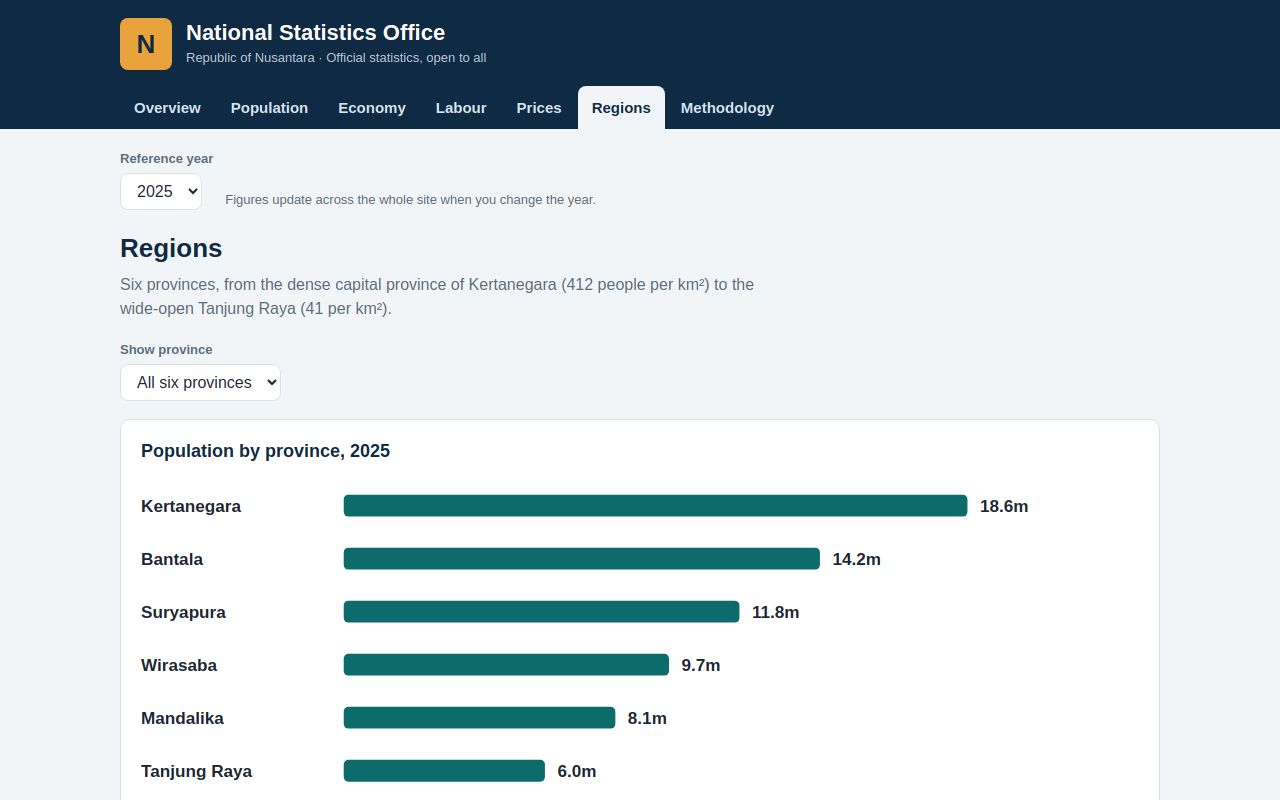 N
National Statistics Office
Republic of Nusantara · Official statistics, open to all
Overview Population Economy Labour Prices Regions Methodology
Reference year
2025
Figures update across the whole site when you change the year.
Regions
Six provinces, from the dense capital province of Kertanegara (412 people per km²) to the
wide-open Tanjung Raya (41 per km²).
Show province
All six provinces
Population by province, 2025
Kertanegara 18.6m
Bantala 14.2m
Suryapura 11.8m
Wirasaba 9.7m
Mandalika 8.1m
Tanjung Raya 6.0m